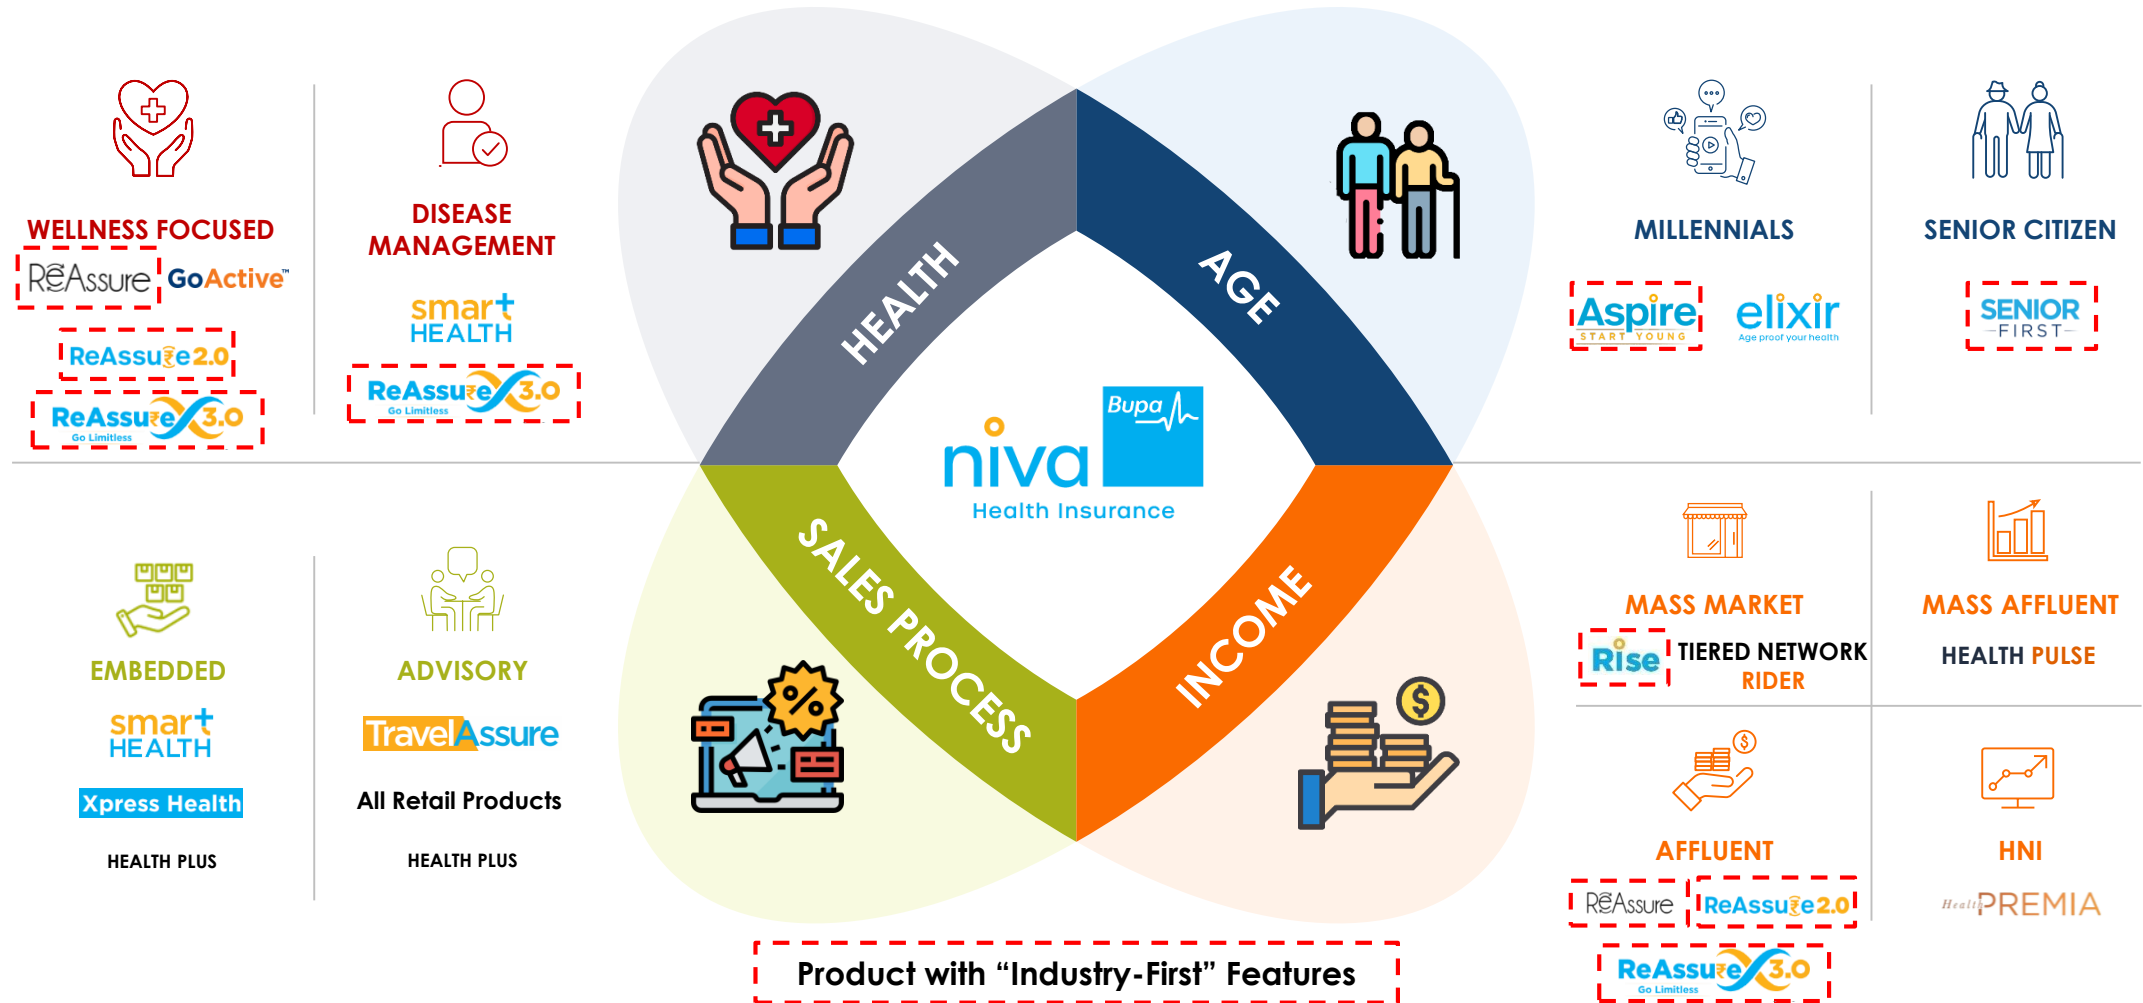 WELLNESS FOCUSED
ReAssure
GoActive™
ReAssure 2.0
ReAssure 3.0
Go Limitless
DISEASE
MANAGEMENT
smart
HEALTH
ReAssure 3.0
Go Limitless
HEALTH
AGE
SALES PROCESS
INCOME
niva
Bupa
Health Insurance
MILLENNIALS
Aspire
START YOUNG
elixir
Age proof your health
SENIOR CITIZEN
SENIOR
FIRST
EMBEDDED
smart
HEALTH
Xpress Health
HEALTH PLUS
ADVISORY
TravelAssure
All Retail Products
HEALTH PLUS
MASS MARKET
Rise
TIERED NETWORK
RIDER
MASS AFFLUENT
HEALTH PULSE
AFFLUENT
ReAssure
ReAssure 2.0
ReAssure 3.0
Go Limitless
HNI
Health PREMIA
Product with “Industry-First” Features